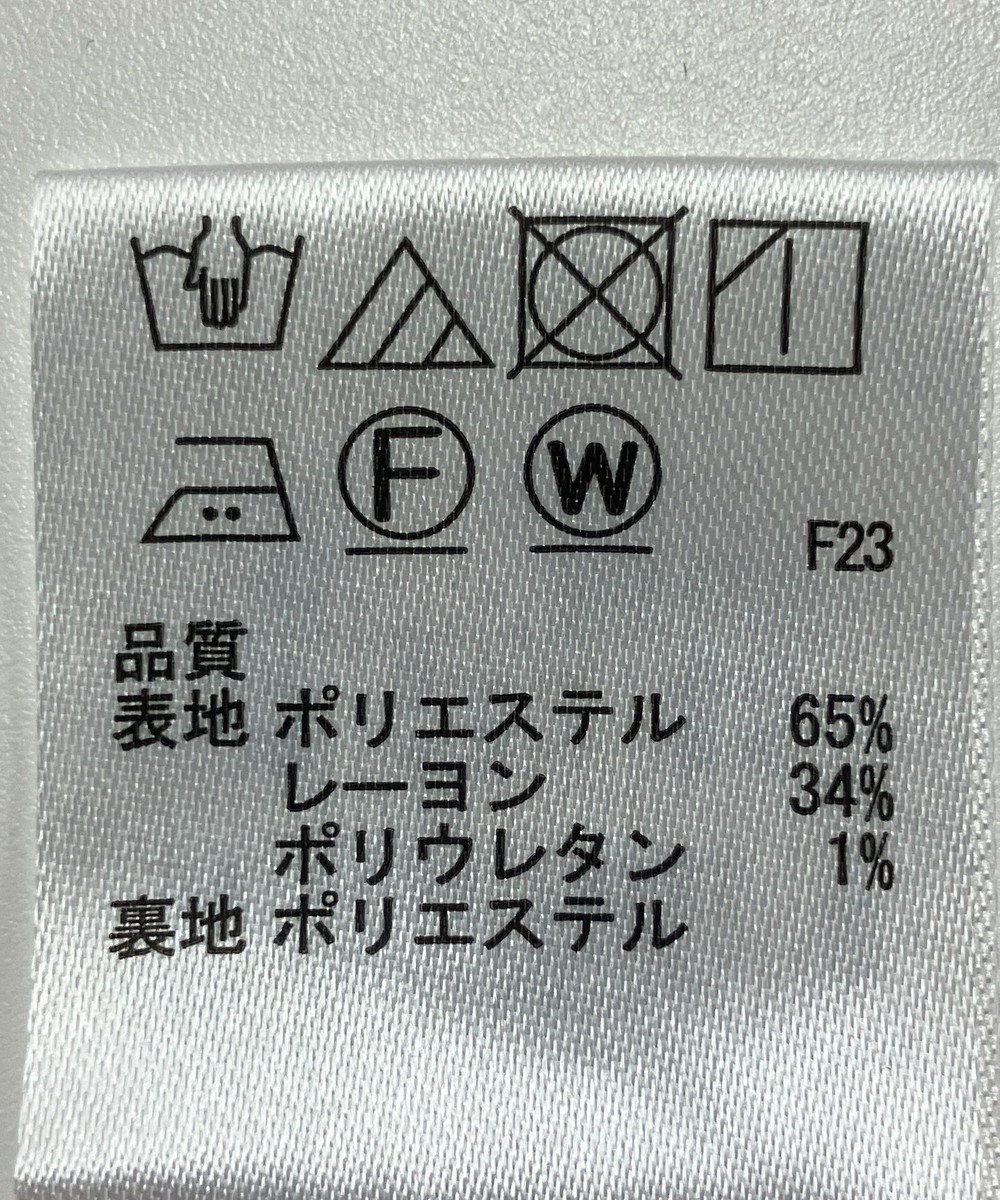 F W
F23
品質
表地 ポリエステル 65%
レーヨン 34%
ポリウレタン 1%
裏地 ポリエステル